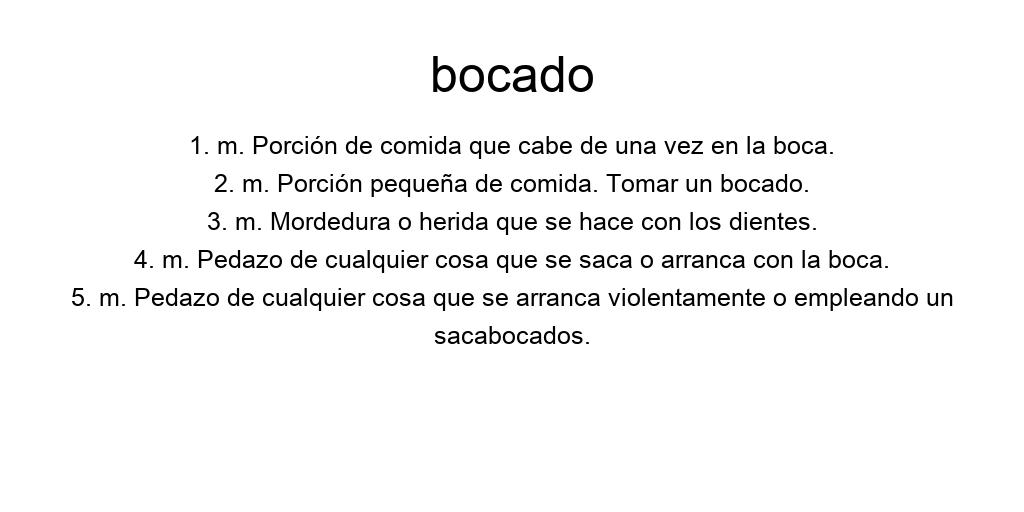 bocado
1. m. Porción de comida que cabe de una vez en la boca.
2. m. Porción pequeña de comida. Tomar un bocado.
3. m. Mordedura o herida que se hace con los dientes.
4. m. Pedazo de cualquier cosa que se saca o arranca con la boca.
5. m. Pedazo de cualquier cosa que se arranca violentamente o empleando un
sacabocados.